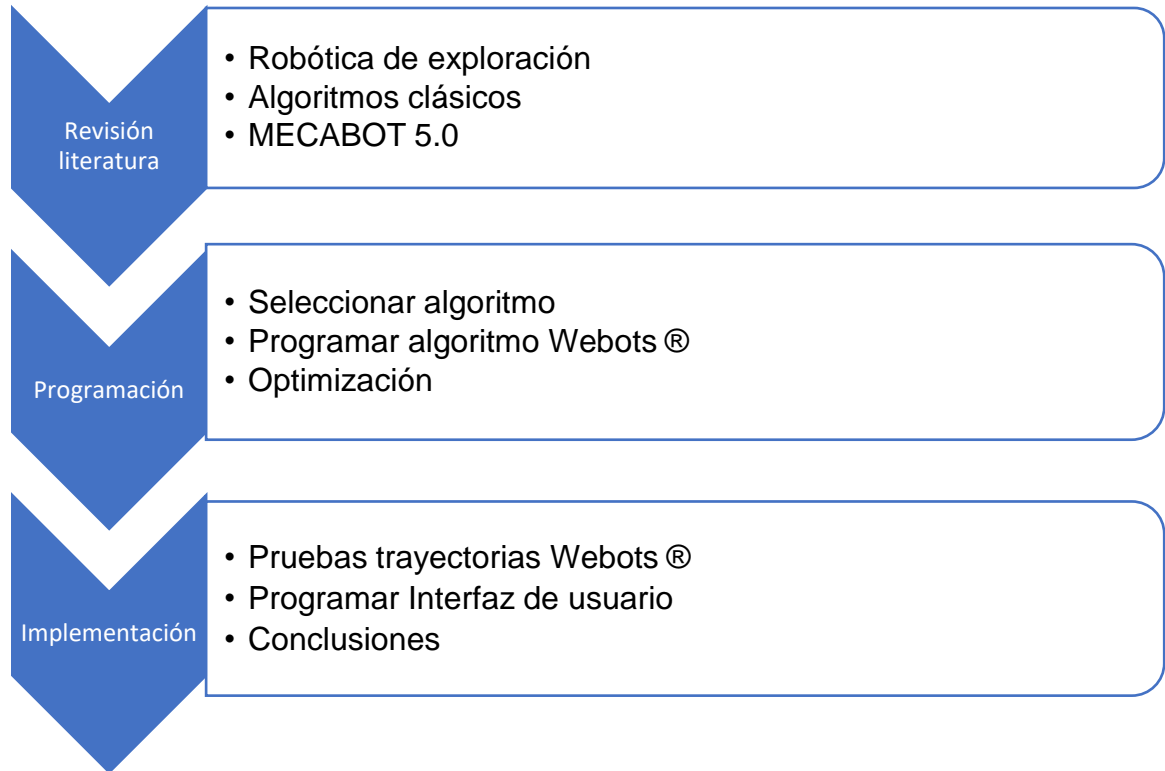 Revisión
literatura
• Robótica de exploración
• Algoritmos clásicos
• MECABOT 5.0
Programación
• Seleccionar algoritmo
• Programar algoritmo Webots ®
• Optimización
Implementación
• Pruebas trayectorias Webots ®
• Programar Interfaz de usuario
• Conclusiones